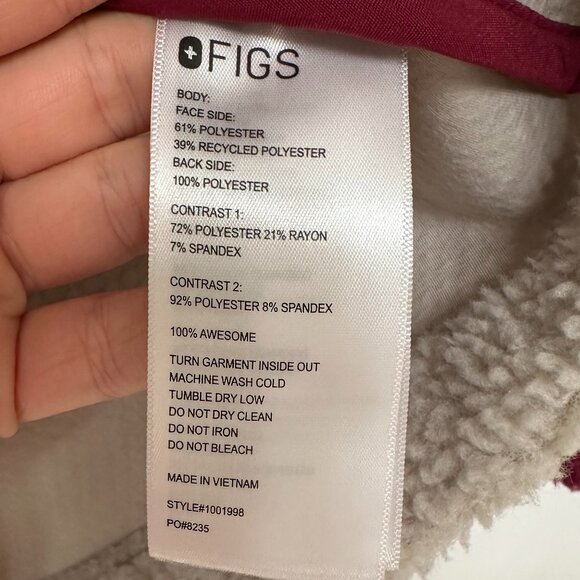 FIGS
BODY:
FACE SIDE:
61% POLYESTER
39% RECYCLED POLYESTER
BACK SIDE:
100% POLYESTER
CONTRAST 1:
72% POLYESTER 21% RAYON
7% SPANDEX
CONTRAST 2:
92% POLYESTER 8% SPANDEX
100% AWESOME
TURN GARMENT INSIDE OUT
MACHINE WASH COLD
TUMBLE DRY LOW
DO NOT DRY CLEAN
DO NOT IRON
DO NOT BLEACH
MADE IN VIETNAM
STYLE#1001998
PO#8235